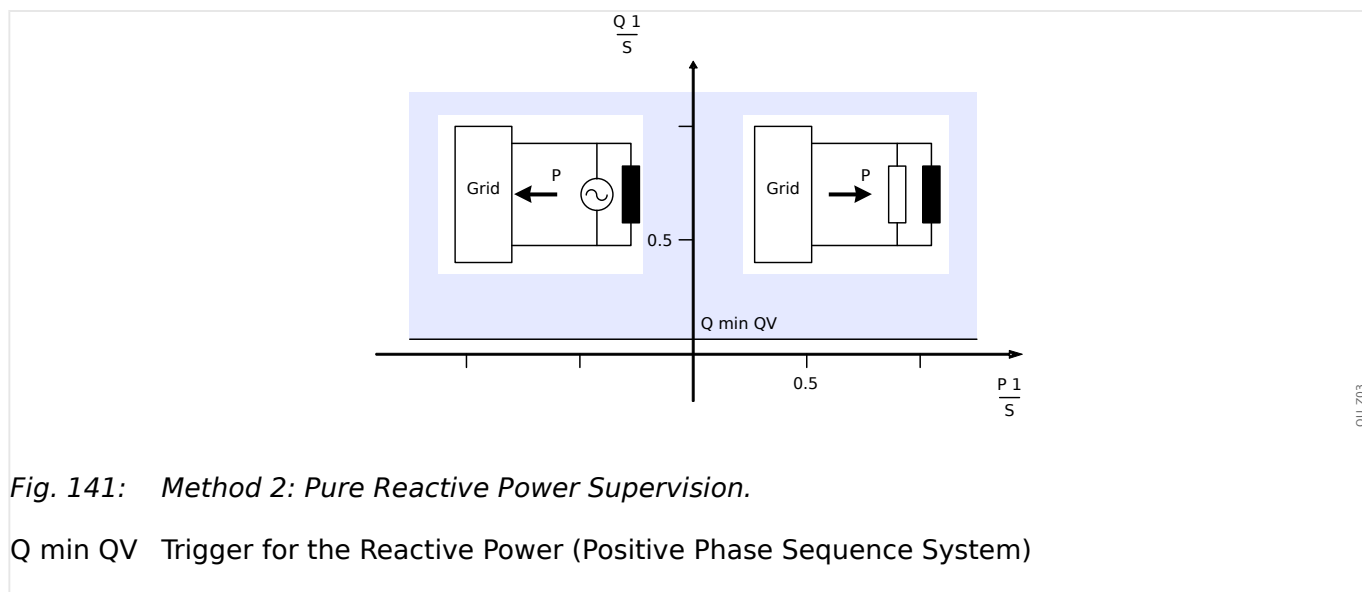 Q 1
S
Grid
P
Grid
P
0.5
Q min QV
0.5
P 1
S
QU_Z03
Fig. 141: Method 2: Pure Reactive Power Supervision.
Q min QV Trigger for the Reactive Power (Positive Phase Sequence System)